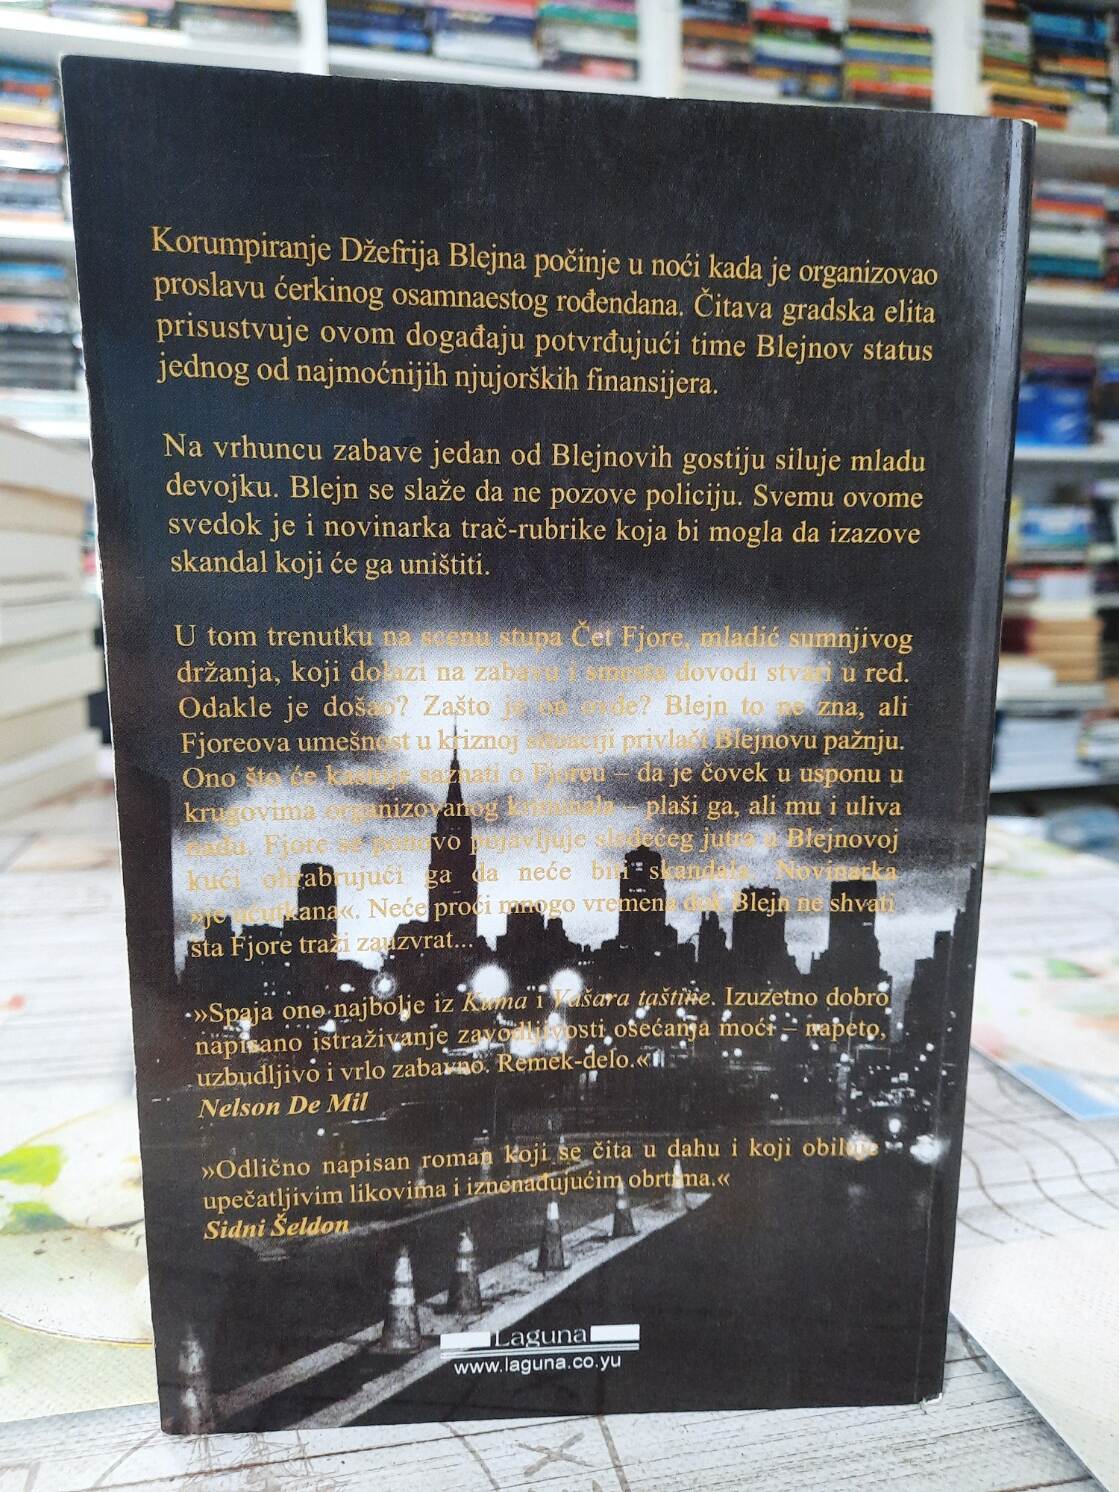 Korumpiranje Džefrija Blejna počinje u noći kada je organizovao
proslavu ćerkinog osamnaestog rođendana. Čitava gradska elita
prisustvuje ovom događaju potvrđujući time Blejnov status
jednog od najmoćnijih njujorških finansijera.
Na vrhuncu zabave jedan od Blejnovih gostiju siluje mladu
devojku. Blejn se slaže da ne pozove policiju. Svemu ovome
svedok je i novinarka trač-rubrike koja bi mogla da izazove
skandal koji će ga uništiti.
U tom trenutku na scenu stupa Čet Fjore, mladić sumnjivog
držanja, koji dolazi na zabavu i smesta dovodi stvari u red.
Odakle je došao? Zašto je on ovde? Blejn to ne zna, ali
Fjoreova umešnost u kriznoj situaciji privlači Blejnovu pažnju.
Ono što će kasnije saznati o Fjoreu – da je čovek u usponu u
krugovima organizovanog kriminala – plaši ga, ali mu i uliva
nadu. Fjore se ponovo pojavljuje sledećeg jutra u Blejnovoj
kući ohrabrujući ga da neće biti skandala. Novinarka
»je ućutkana«. Neće proći mnogo vremena dok Blejn ne shvati
šta Fjore traži zauzvrat...
»Spaja ono najbolje iz Kuma i Vašara taštine. Izuzetno dobro
napisano istraživanje zavodljivosti osećanja moći – napeto,
uzbudljivo i vrlo zabavno. Remek-delo.«
Nelson De Mil
»Odlično napisan roman koji se čita u dahu i koji obiluje
upečatljivim likovima i iznenađujućim obrtima.«
Sidni Šeldon
Laguna
www.laguna.co.yu